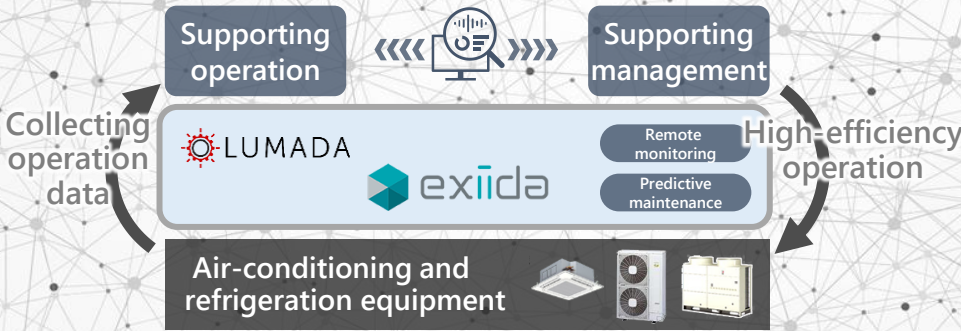 Supporting
operation
Supporting
management
Collecting
operation
data
LUMADA
exiida
Remote
monitoring
Predictive
maintenance
High-efficiency
operation
Air-conditioning and
refrigeration equipment